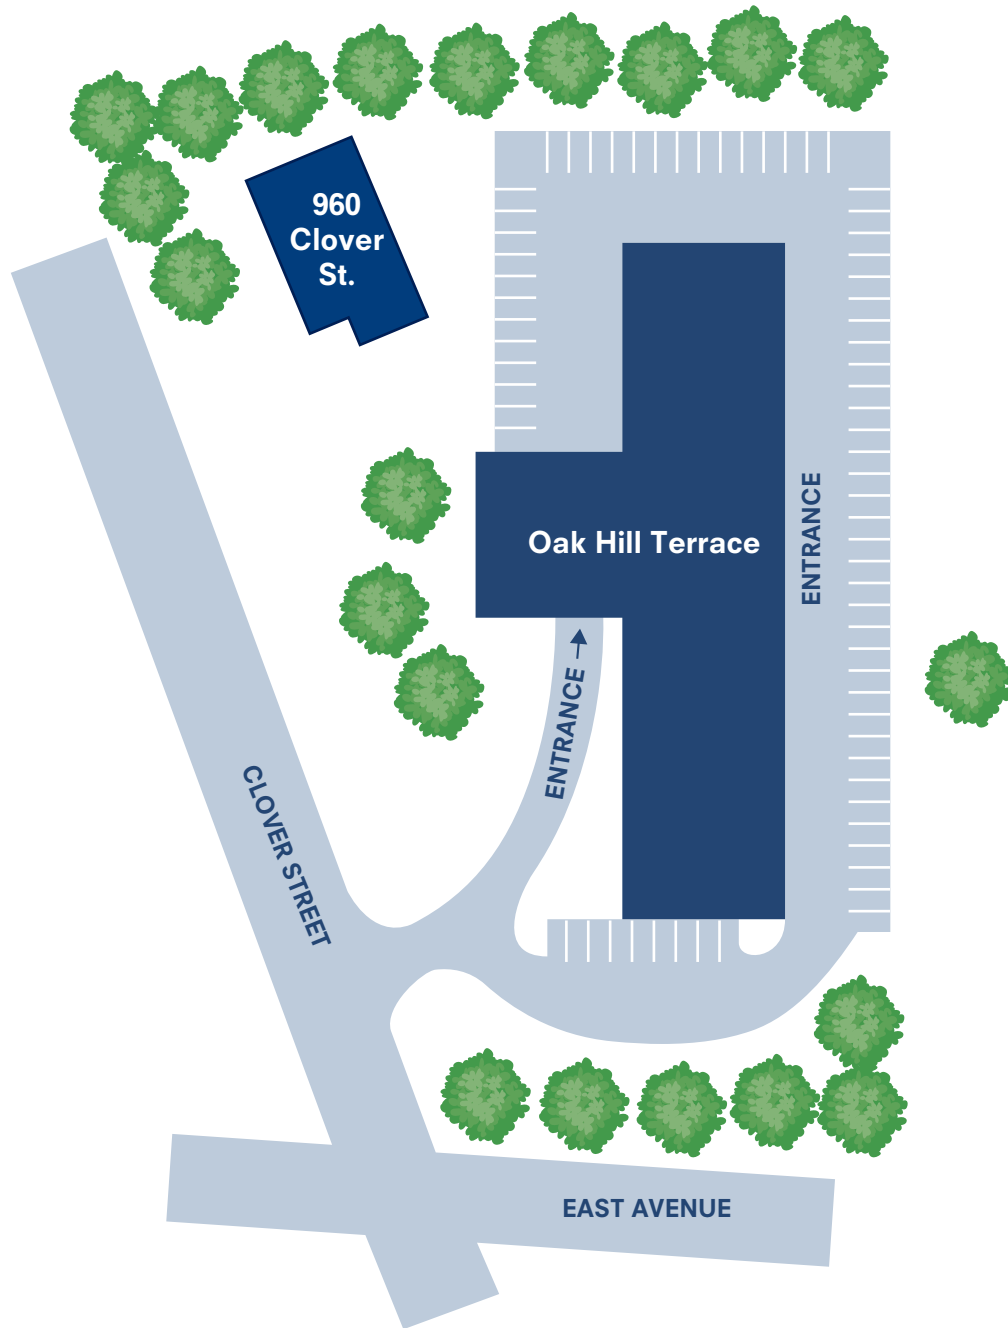 960
Clover
St.
Oak Hill Terrace
ENTRANCE
ENTRANCE
CLOVER STREET
EAST AVENUE